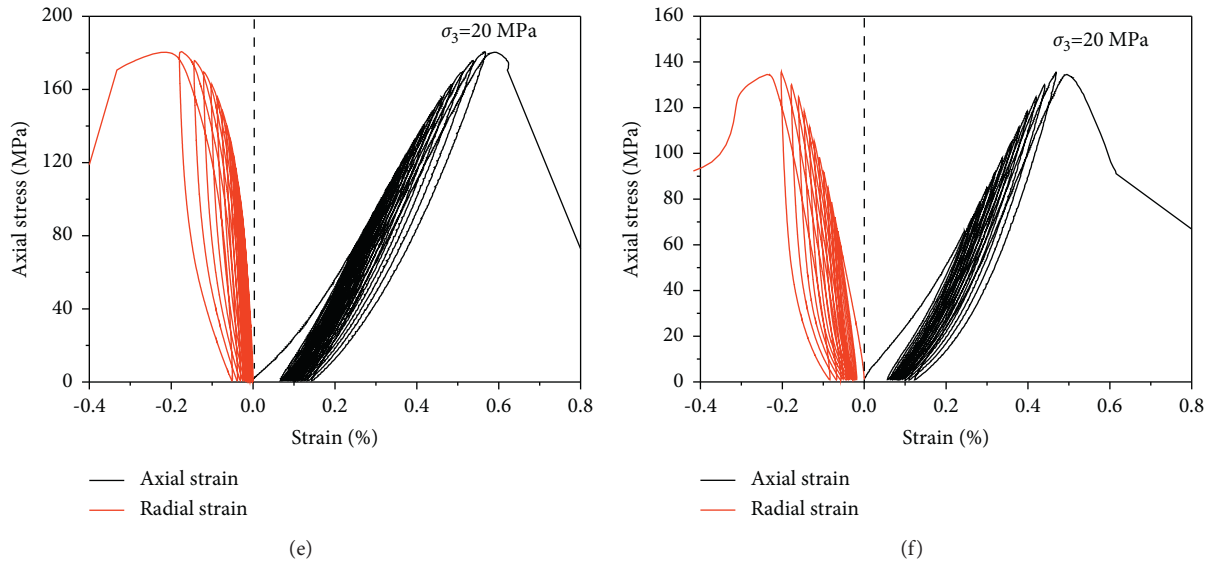 200
160
120
80
40
0
Axial stress (MPa)
σ3=20 MPa
-0.4 -0.2 0.0 0.2 0.4 0.6 0.8
Strain (%)
Axial strain
Radial strain
(e)
160
140
120
100
80
60
40
20
0
Axial stress (MPa)
σ3=20 MPa
-0.4 -0.2 0.0 0.2 0.4 0.6 0.8
Strain (%)
Axial strain
Radial strain
(f)